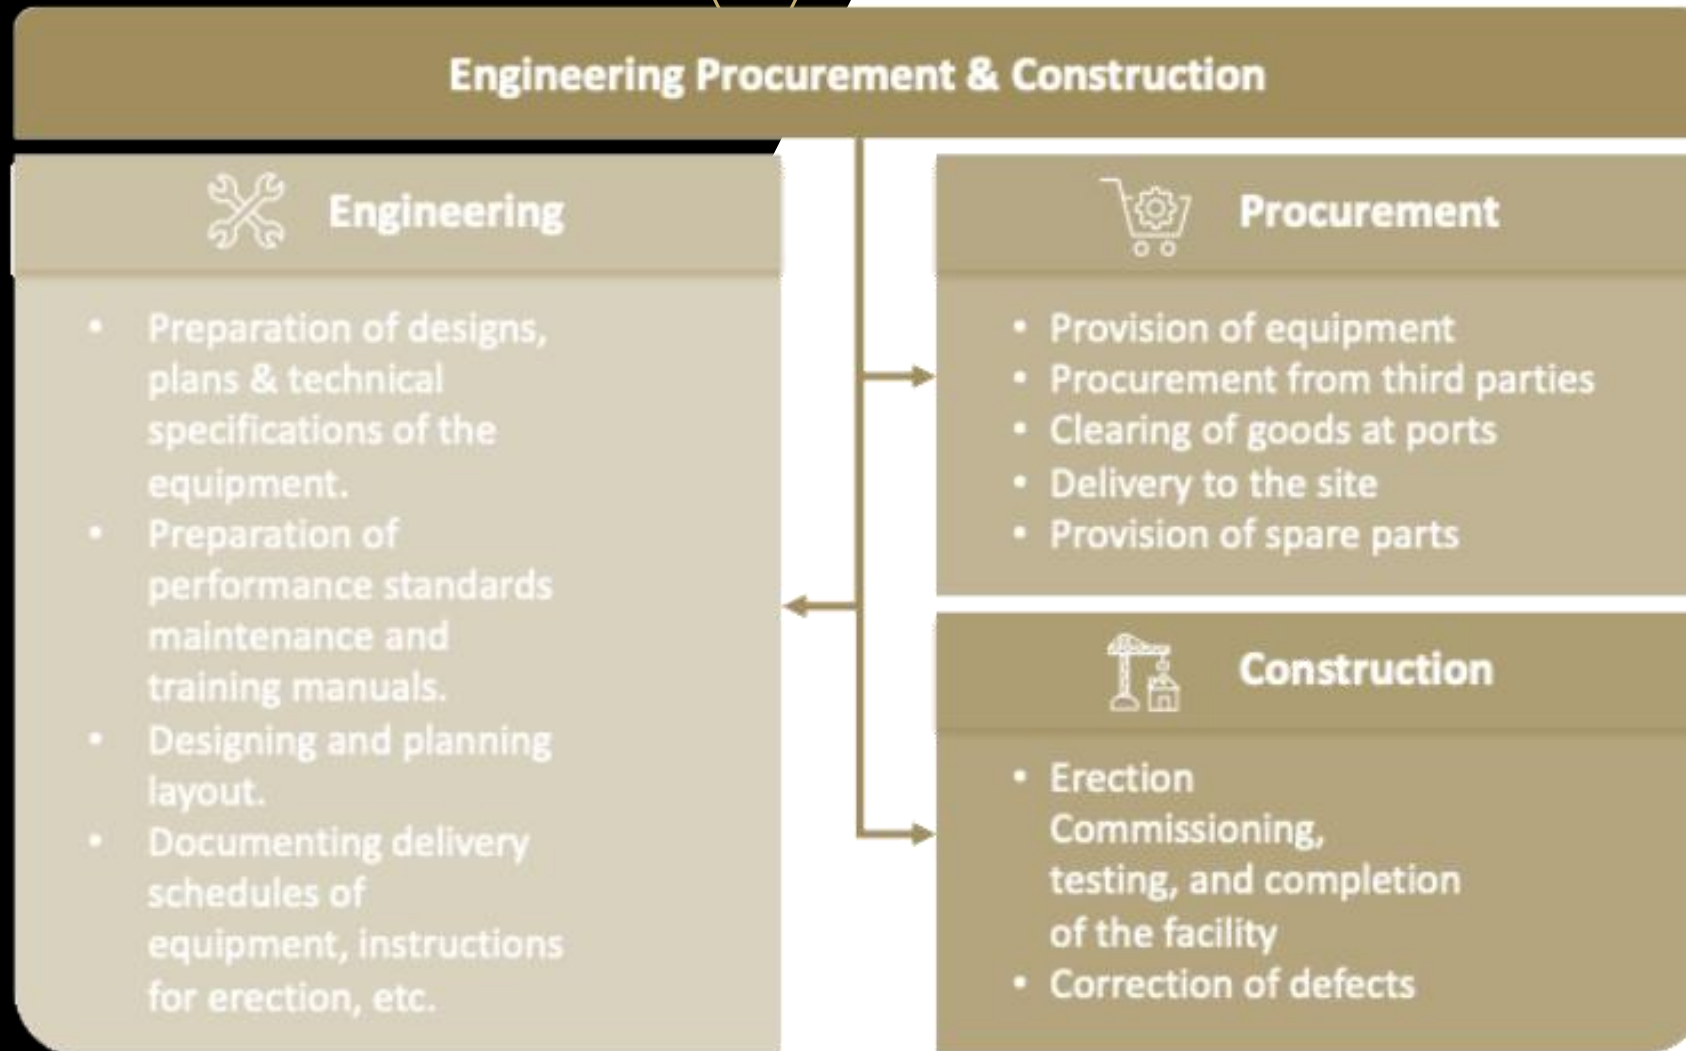 Engineering Procurement & Construction
Engineering
• Preparation of designs,
plans & technical
specifications of the
equipment.
• Preparation of
performance standards
maintenance and
training manuals.
• Designing and planning
layout.
• Documenting delivery
schedules of
equipment, instructions
for erection, etc.
Procurement
• Provision of equipment
• Procurement from third parties
• Clearing of goods at ports
• Delivery to the site
• Provision of spare parts
Construction
• Erection
Commissioning,
testing, and completion
of the facility
• Correction of defects